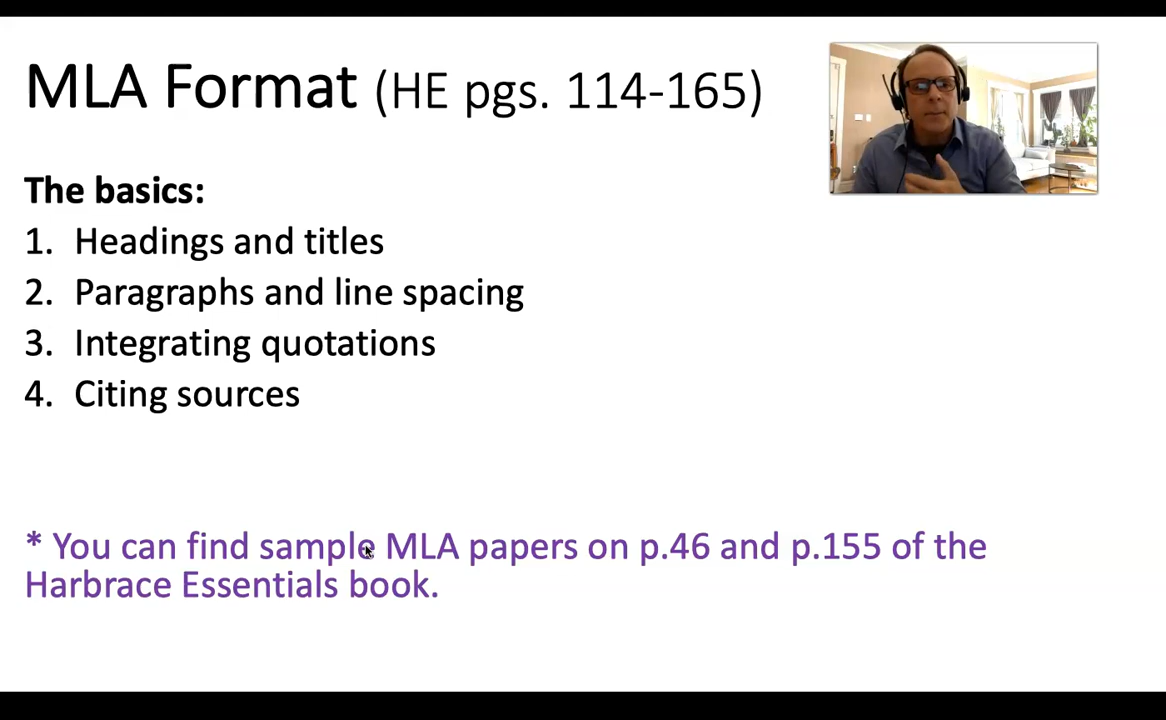 MLA Format (HE pgs. 114-165)
The basics:
1. Headings and titles
2. Paragraphs and line spacing
3. Integrating quotations
4. Citing sources
* You can find sample MLA papers on p.46 and p.155 of the
Harbrace Essentials book.